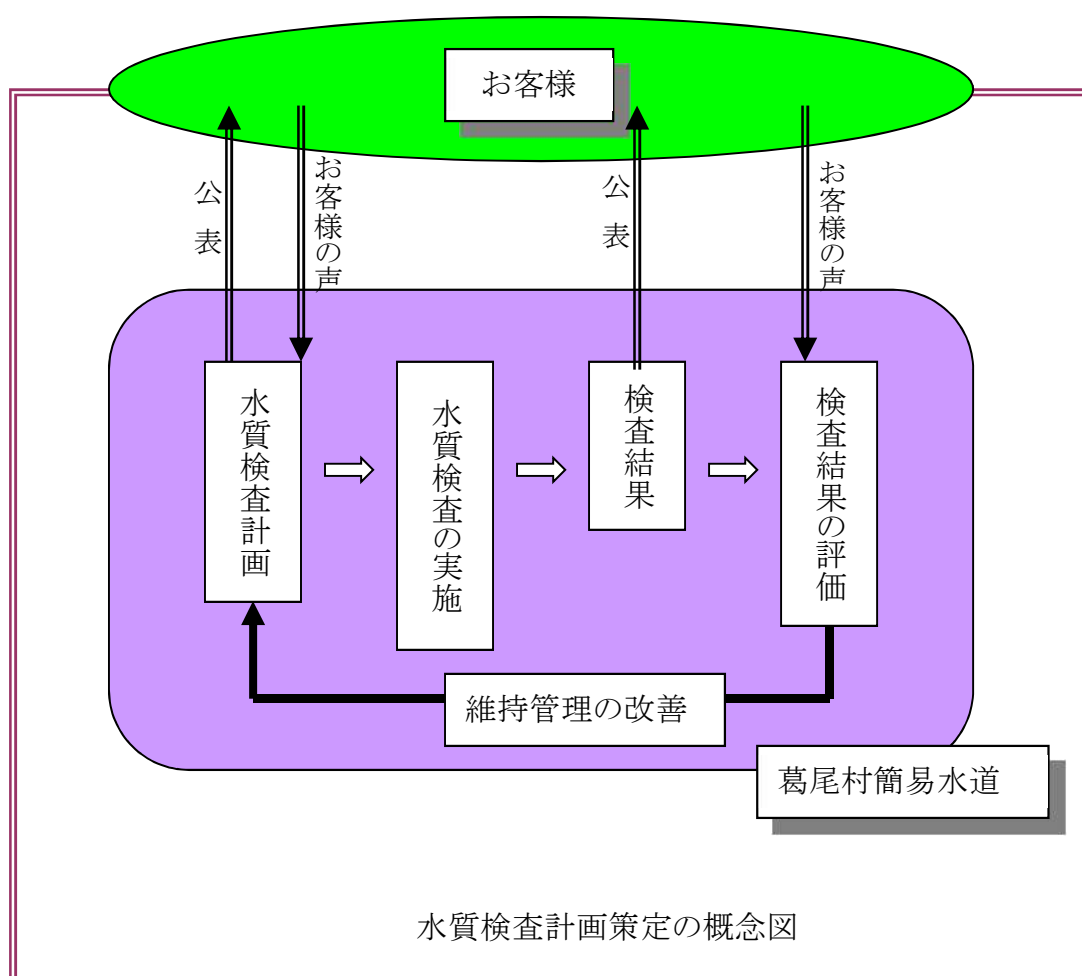 お客様
公表
お客様の声
公表
お客様の声
水質検査計画
水質検査の実施
検査結果
検査結果の評価
維持管理の改善
葛尾村簡易水道
水質検査計画策定の概念図